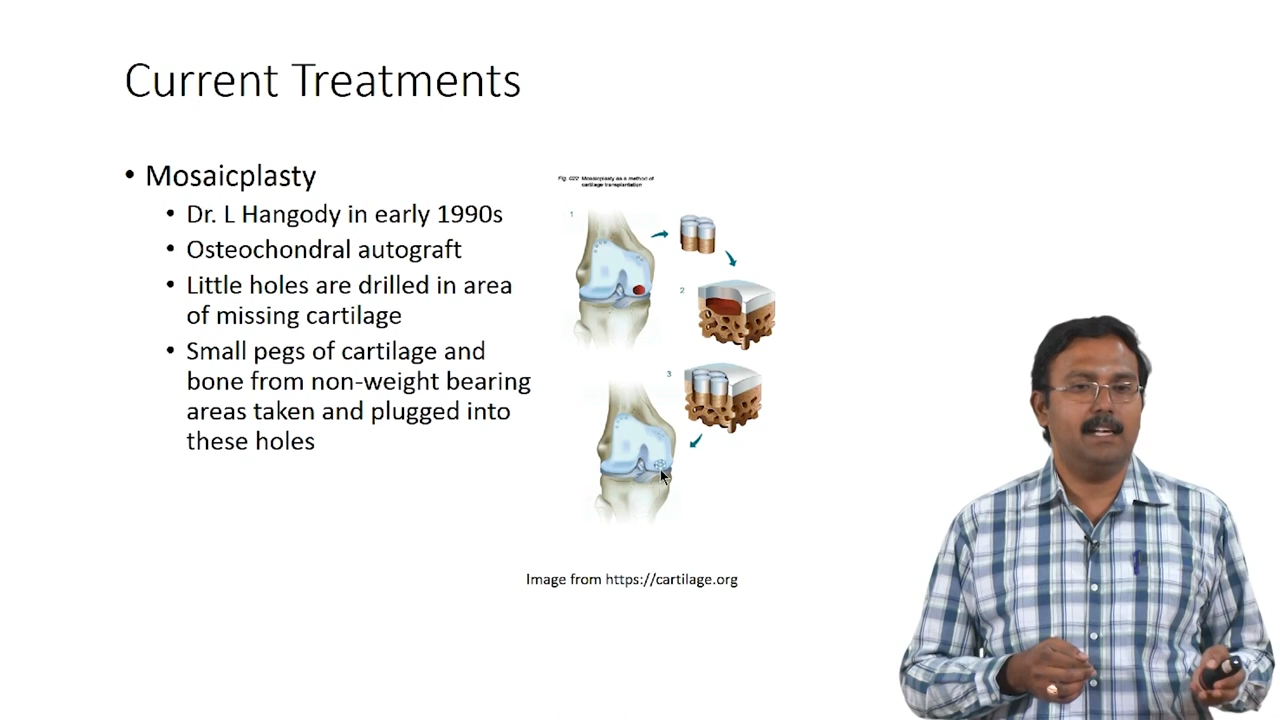 Current Treatments
• Mosaicplasty
• Dr. L Hangody in early 1990s
• Osteochondral autograft
• Little holes are drilled in area
of missing cartilage
• Small pegs of cartilage and
bone from non-weight bearing
areas taken and plugged into
these holes
Fig. 022 Mosaicplasty as a method of
cartilage transplantation
1
2
3
Image from https://cartilage.org